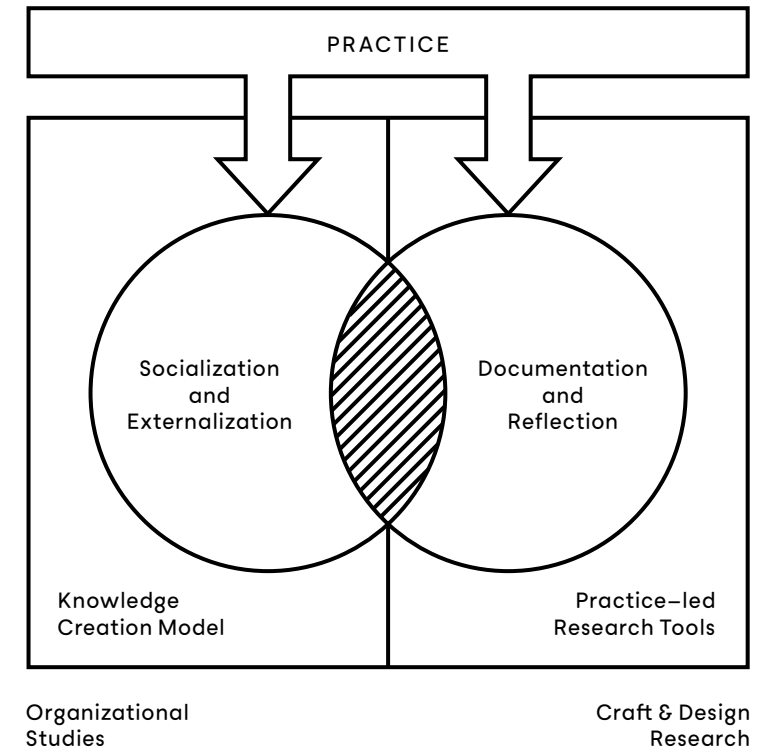 PRACTICE
Socialization
and
Externalization
Documentation
and
Reflection
Knowledge
Creation Model
Practice–led
Research Tools
Organizational
Studies
Craft & Design
Research